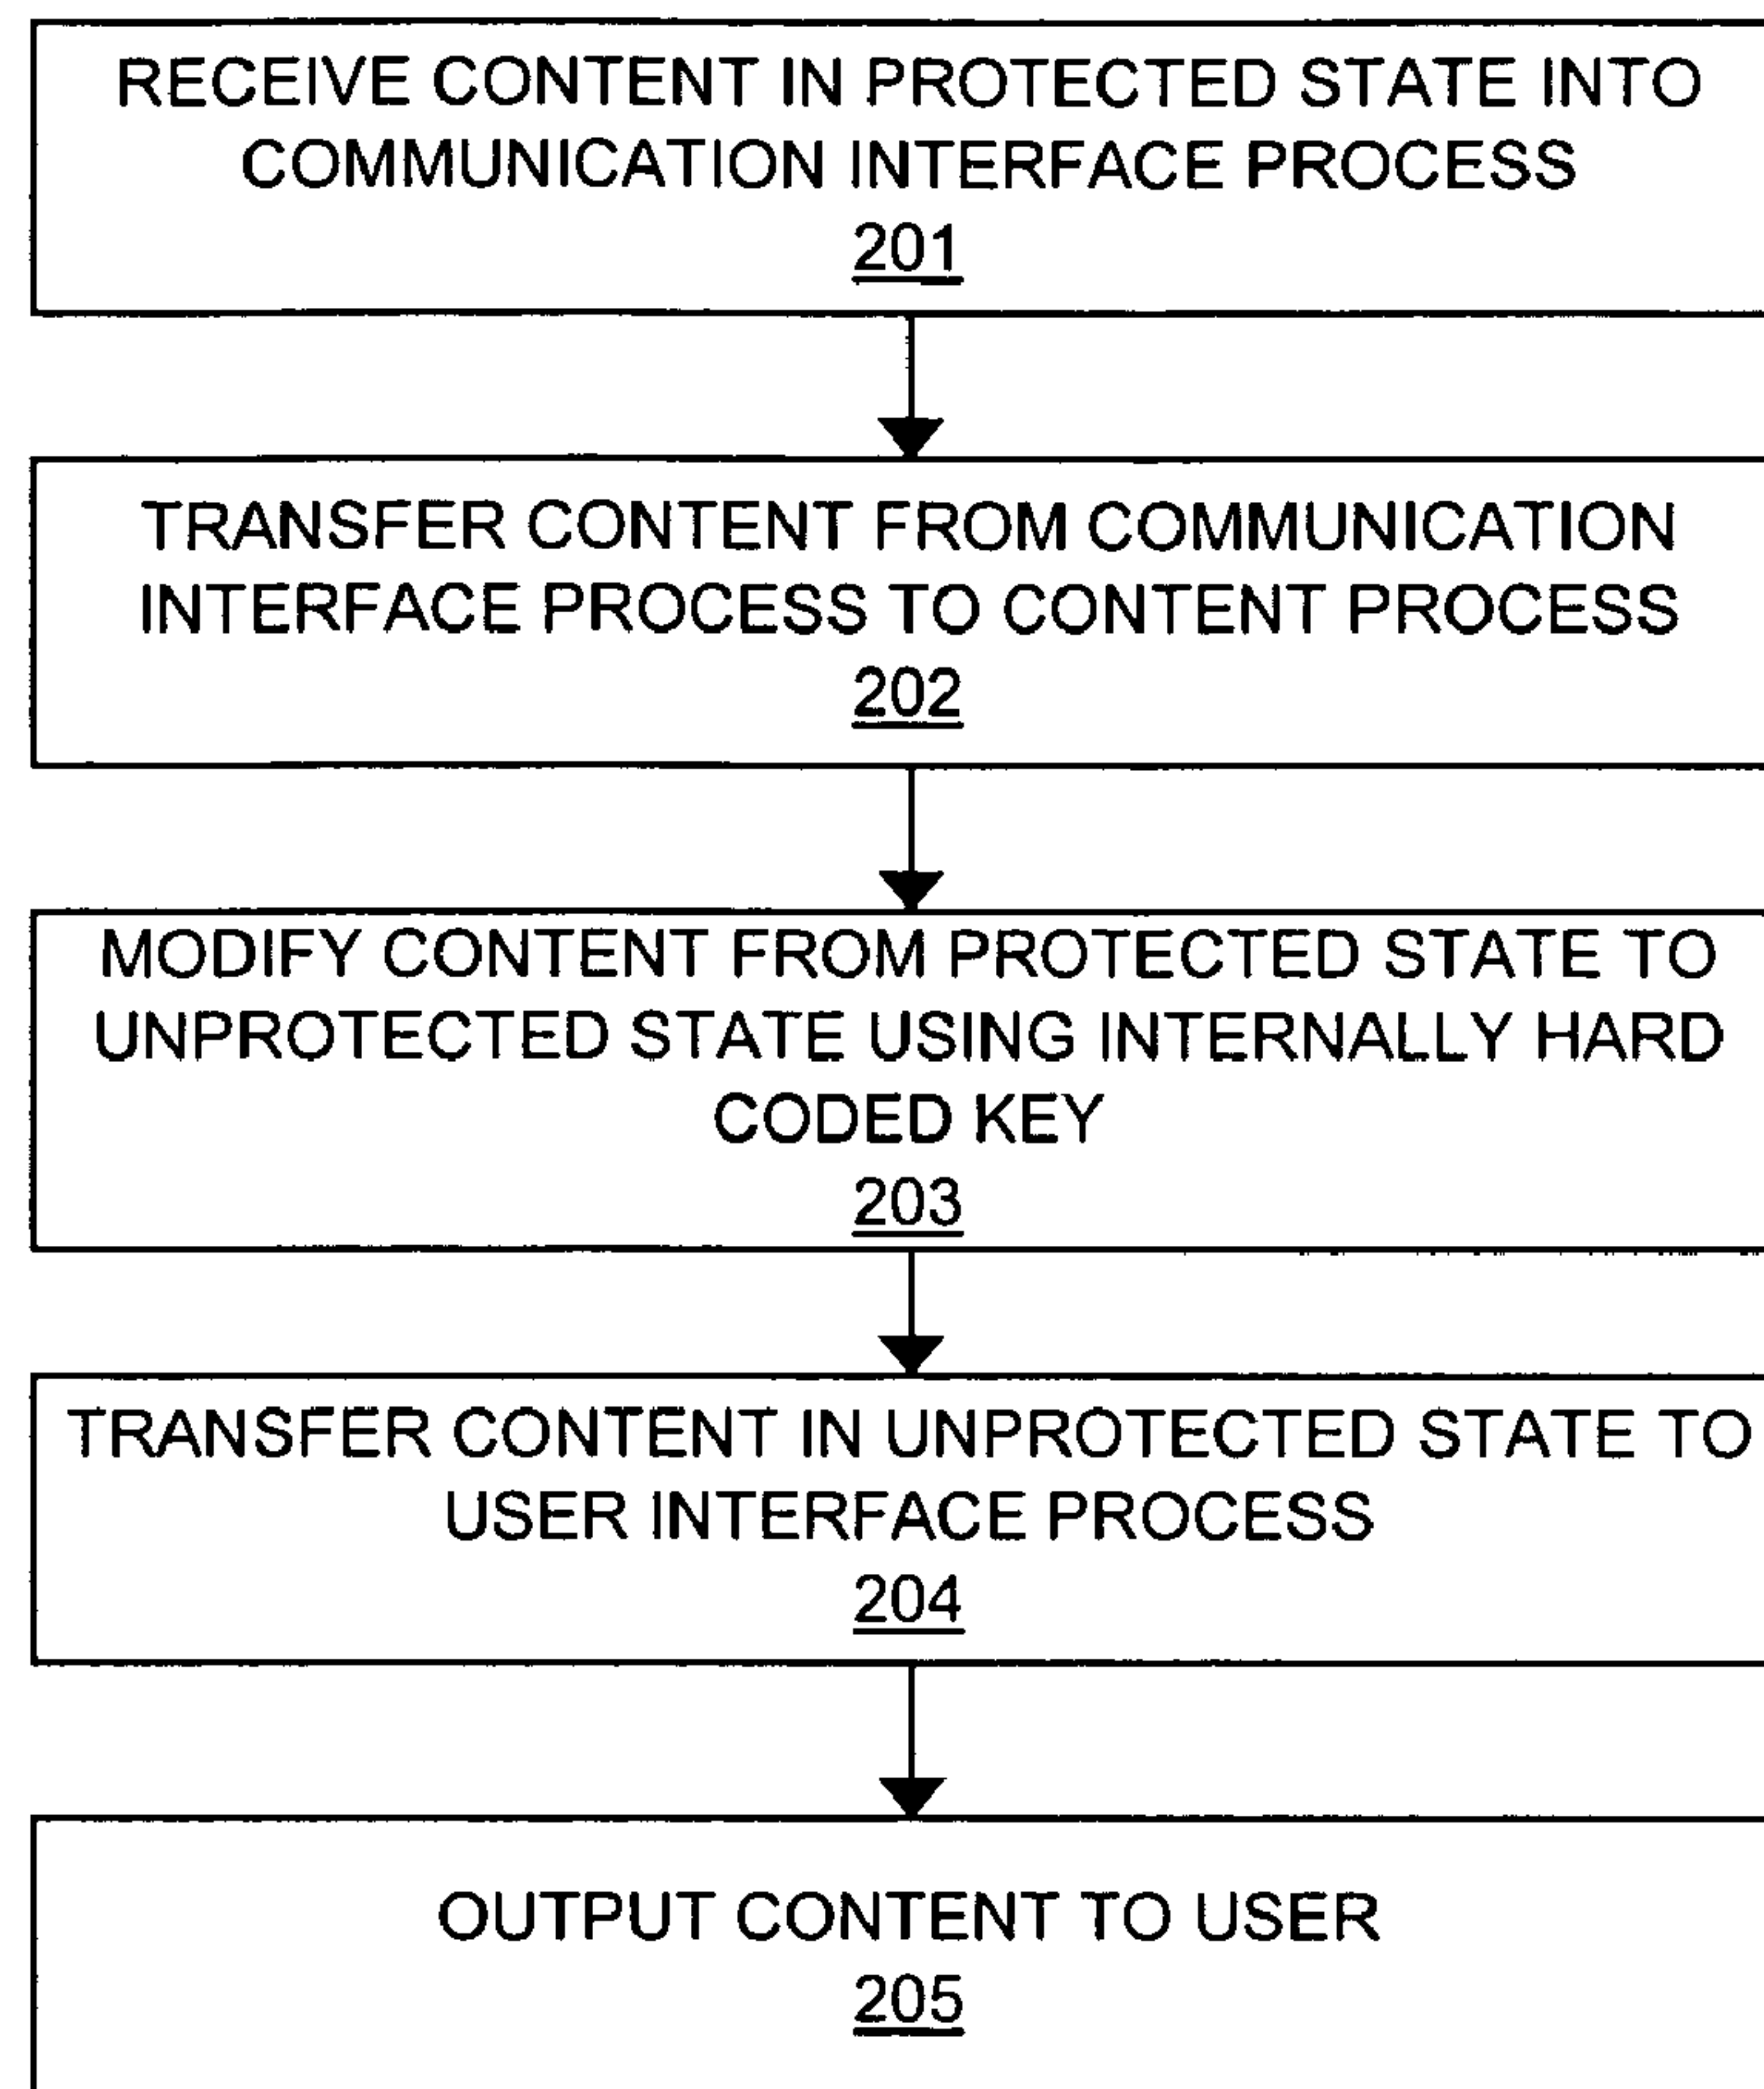 RECEIVE CONTENT IN PROTECTED STATE INTO
COMMUNICATION INTERFACE PROCESS
201
TRANSFER CONTENT FROM COMMUNICATION
INTERFACE PROCESS TO CONTENT PROCESS
202
MODIFY CONTENT FROM PROTECTED STATE TO
UNPROTECTED STATE USING INTERNALLY HARD
CODED KEY
203
TRANSFER CONTENT IN UNPROTECTED STATE TO
USER INTERFACE PROCESS
204
OUTPUT CONTENT TO USER
205